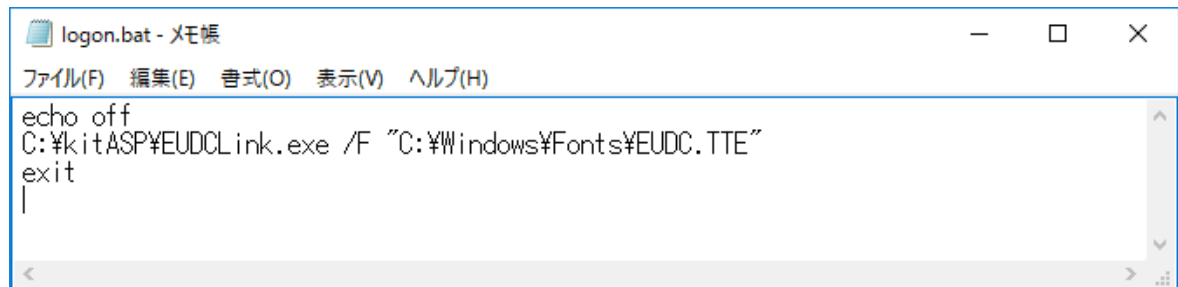 logon.bat - メモ帳
ファイル(F) 編集(E) 書式(O) 表示(V) ヘルプ(H)
echo off
C:¥kitASP¥EUDCLink.exe /F "C:¥Windows¥Fonts¥EUDC.TTE"
exit